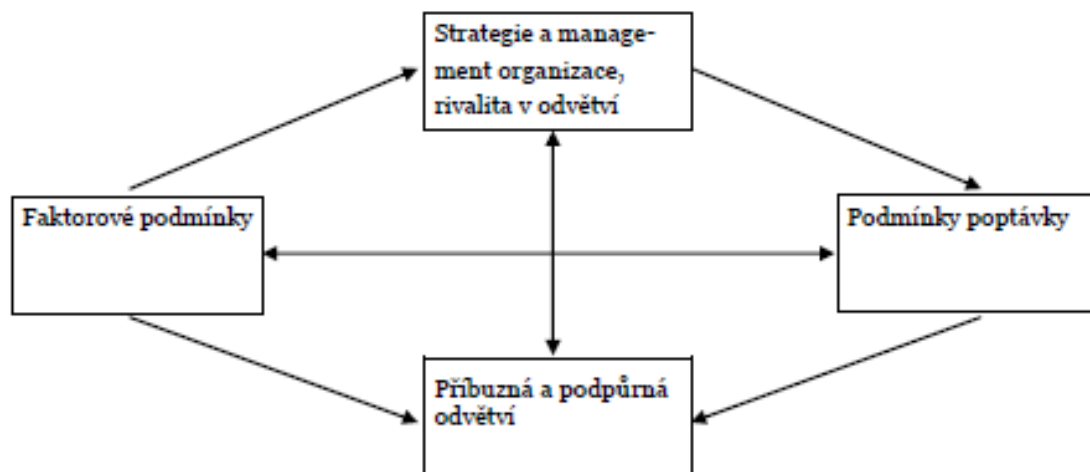 Strategie a manage-
ment organizace,
rivalita v odvětví
Faktorové podmínky
Podmínky poptávky
Příbuzná a podpůrná
odvětví